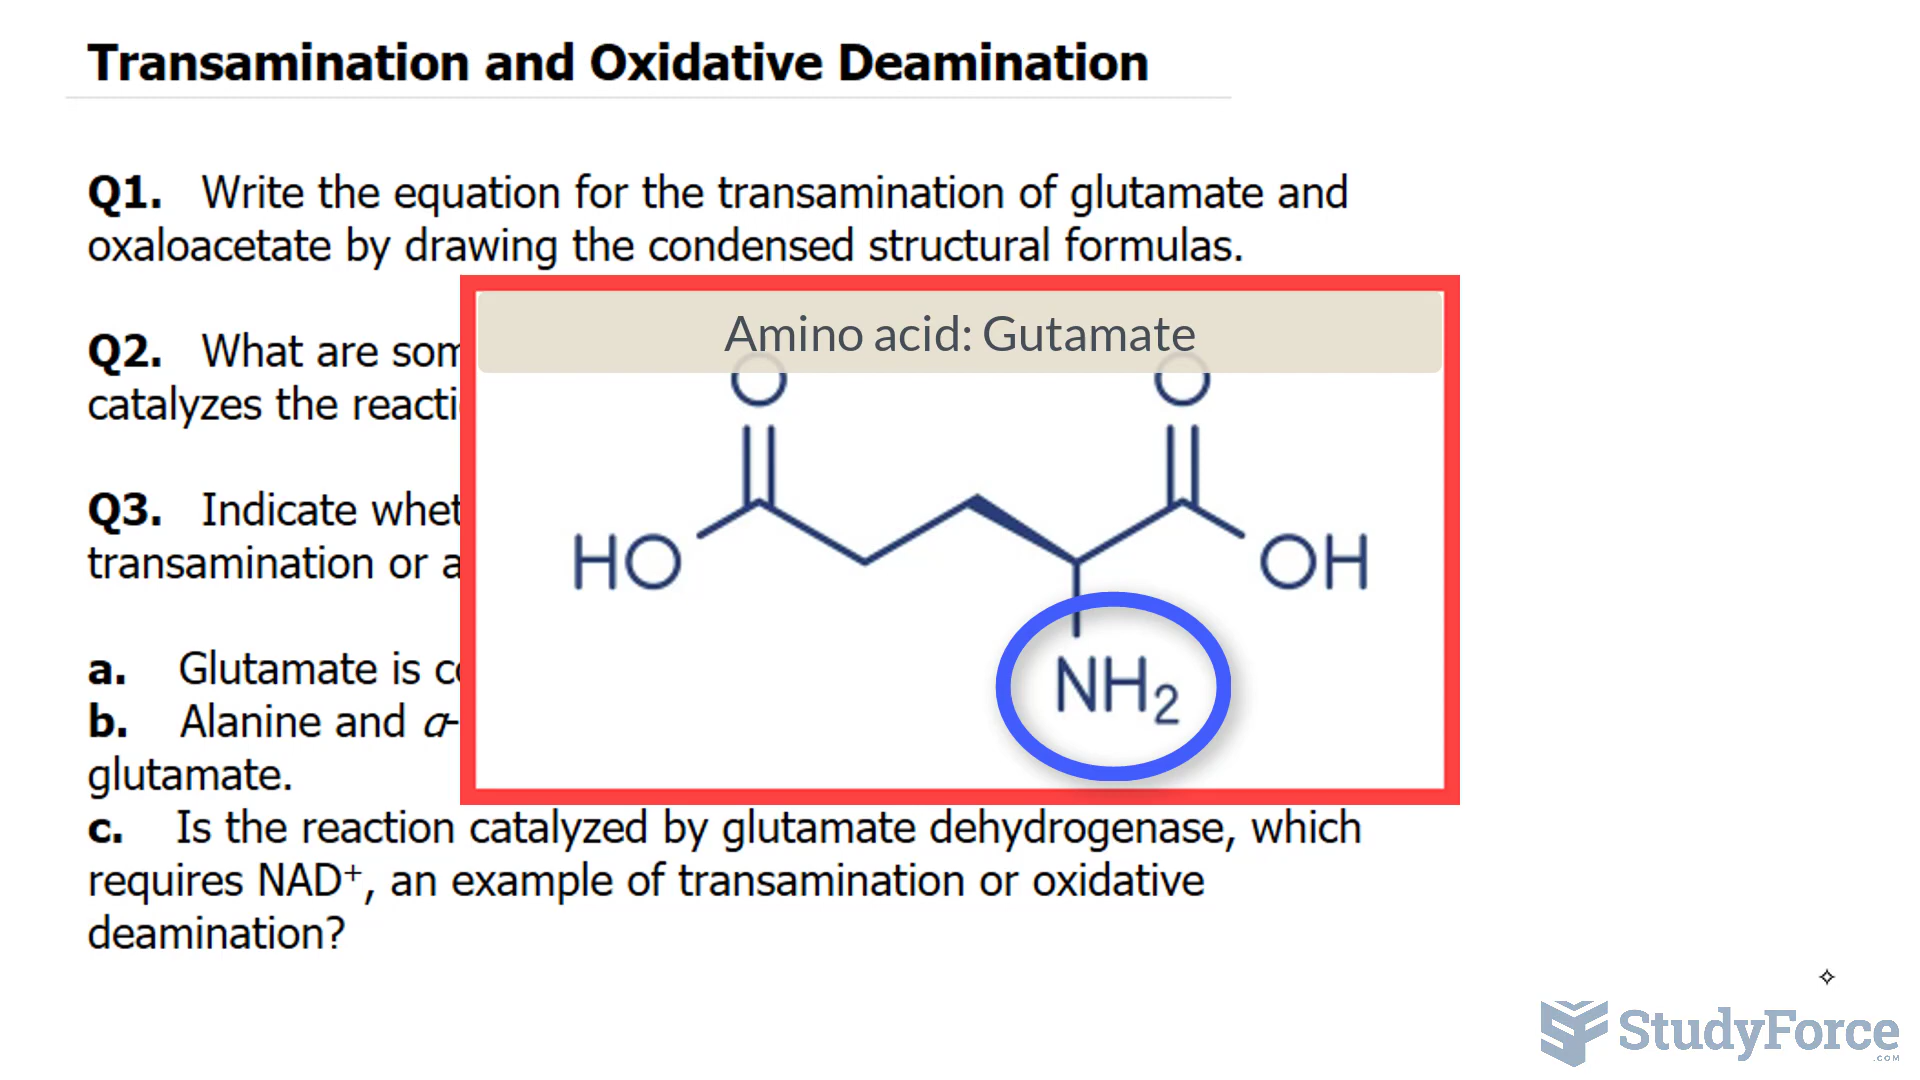 Transamination and Oxidative Deamination
Q1. Write the equation for the transamination of glutamate and
oxaloacetate by drawing the condensed structural formulas.
Q2. What are som
catalyzes the reacti
Q3. Indicate whet
transamination or a
a. Glutamate is co
b. Alanine and α-
glutamate.
c. Is the reaction catalyzed by glutamate dehydrogenase, which
requires NAD⁺, an example of transamination or oxidative
deamination?
Amino acid: Gutamate
O O
HO OH
NH₂
StudyForce
.COM